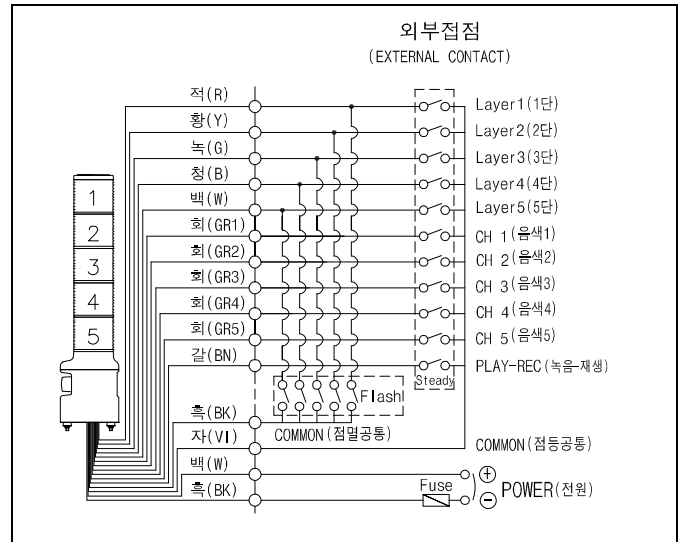 외부접점
(EXTERNAL CONTACT)
적(R)
Layer1(1단)
황(Y)
Layer2(2단)
녹(G)
Layer3(3단)
청(B)
Layer4(4단)
백(W)
Layer5(5단)
회(GR1)
CH 1(음색1)
회(GR2)
CH 2(음색2)
회(GR3)
CH 3(음색3)
회(GR4)
CH 4(음색4)
회(GR5)
CH 5(음색5)
갈(BN)
PLAY-REC(녹음-재생)
Steady
Flash
1
2
3
4
5
흑(BK)
COMMON(점멸공통)
자(VI)
COMMON(점등공통)
백(W)
흑(BK)
Fuse
+
POWER(전원)
−